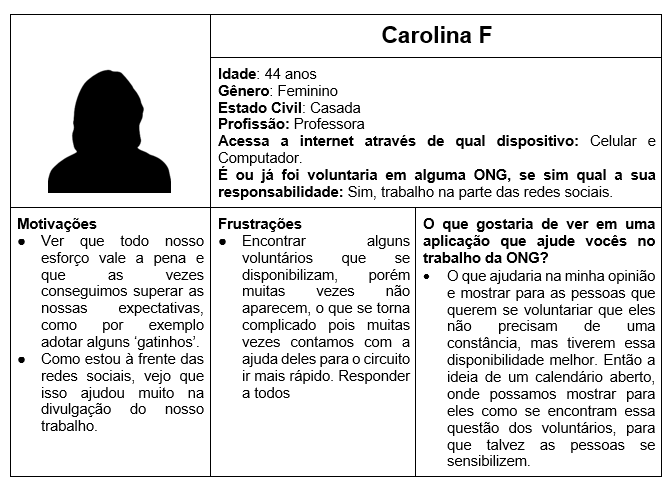 Carolina F
Idade: 44 anos
Gênero: Feminino
Estado Civil: Casada
Profissão: Professora
Acessa a internet através de qual dispositivo: Celular e
Computador.
É ou já foi voluntaria em alguma ONG, se sim qual a sua
responsabilidade: Sim, trabalho na parte das redes sociais.
Motivações
● Ver que todo nosso
esforço vale a pena e
que as vezes
conseguimos superar as
nossas expectativas,
como por exemplo
adotar alguns ‘gatinhos’.
● Como estou à frente das
redes sociais, vejo que
isso ajudou muito na
divulgação do nosso
trabalho.
Frustrações
● Encontrar alguns
voluntários que se
disponibilizam, porém
muitas vezes não
aparecem, o que se torna
complicado pois muitas
vezes contamos com a
ajuda deles para o circuito
ir mais rápido. Responder
a todos
O que gostaria de ver em uma
aplicação que ajude vocês no
trabalho da ONG?
● O que ajudaria na minha opinião
e mostrar para as pessoas que
querem se voluntariar que eles
não precisam de uma
constância, mas tiverem essa
disponibilidade melhor. Então a
ideia de um calendário aberto,
onde possamos mostrar para
eles como se encontram essa
questão dos voluntários, para
que talvez as pessoas se
sensibilizem.